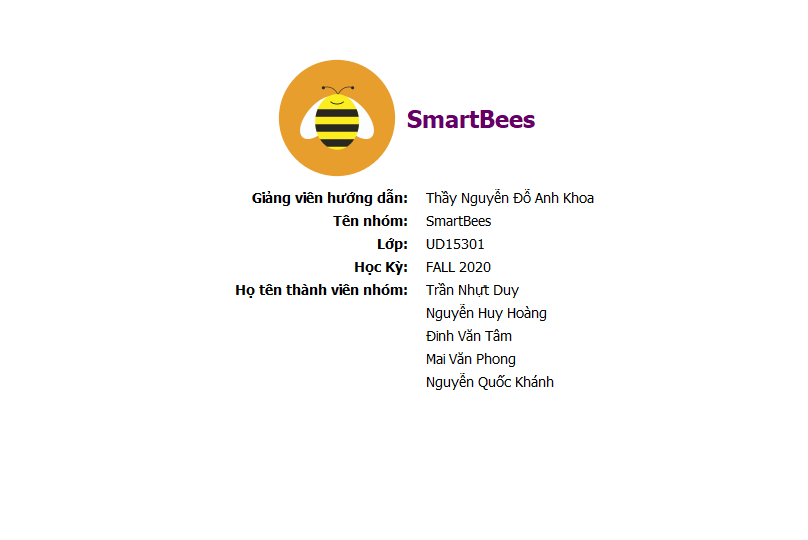 SmartBees
Giảng viên hướng dẫn: Thầy Nguyễn Đỗ Anh Khoa
Tên nhóm: SmartBees
Lớp: UD15301
Học Kỳ: FALL 2020
Họ tên thành viên nhóm: Trần Nhựt Duy
Nguyễn Huy Hoàng
Đinh Văn Tâm
Mai Văn Phong
Nguyễn Quốc Khánh